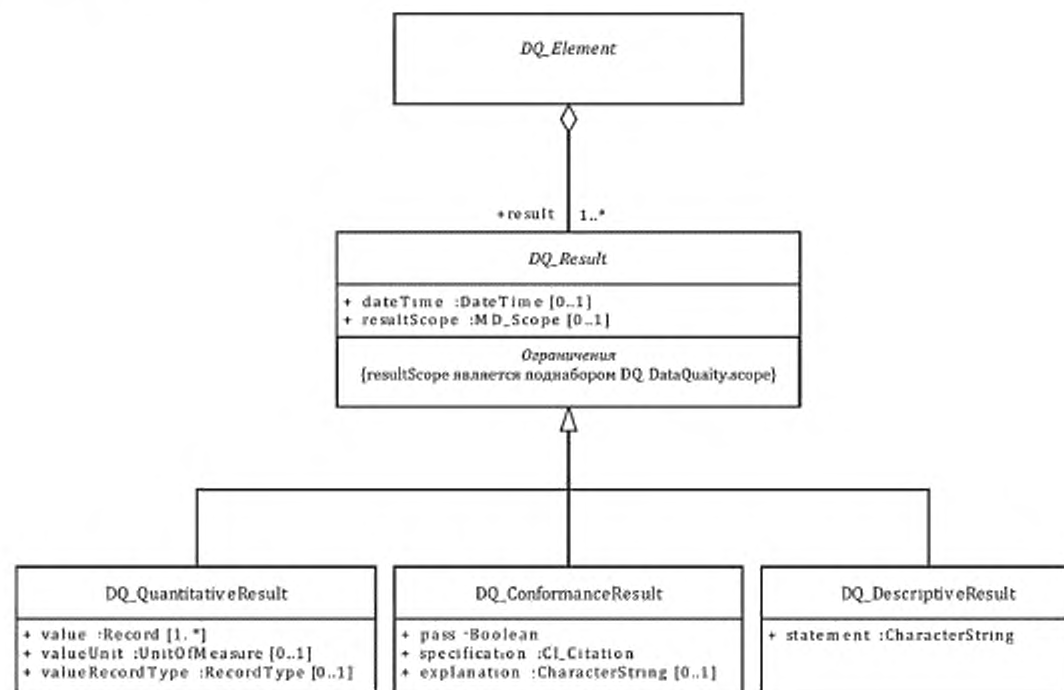 DQ_Element
+result 1..*
DQ_Result
+ dateTime :DateTime [0..1]
+ resultScope :MD_Scope [0..1]
Ограничения
{resultScope является поднабором DQ_DataQuaity.scope}
DQ_QuantitativeResult
+ value :Record [1..*]
+ valueUnit :UnitOfMeasure [0..1]
+ valueRecordType :RecordType [0..1]
DQ_ConformanceResult
+ pass :Boolean
+ specification :CI_Citation
+ explanation :CharacterString [0..1]
DQ_DescriptiveResult
+ statement :CharacterString